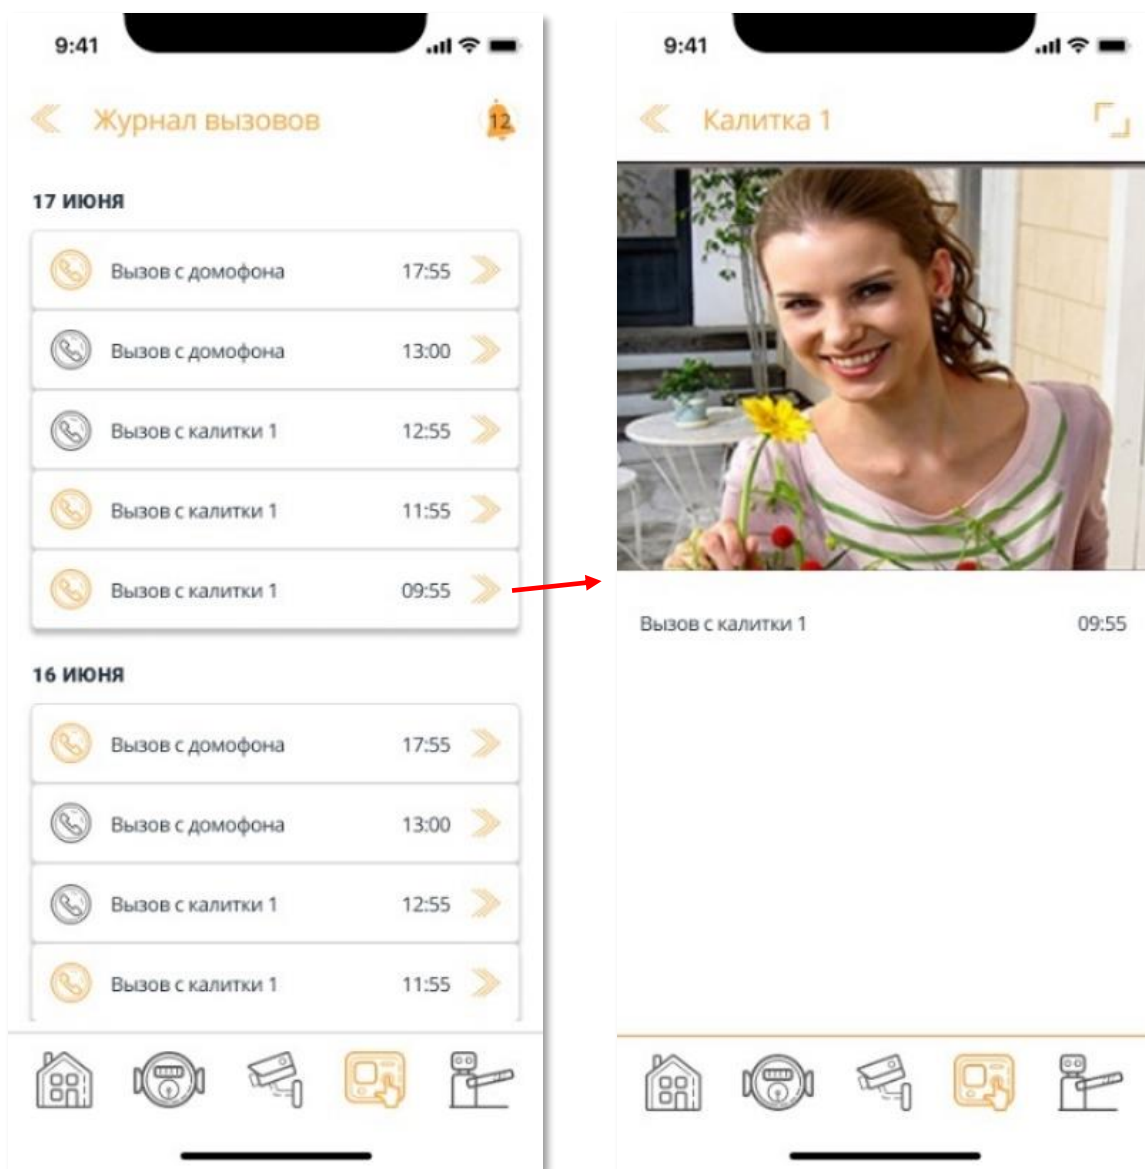 9:41
Журнал вызовов
12
17 ИЮНЯ
Вызов с домофона 17:55
Вызов с домофона 13:00
Вызов с калитки 1 12:55
Вызов с калитки 1 11:55
Вызов с калитки 1 09:55
16 ИЮНЯ
Вызов с домофона 17:55
Вызов с домофона 13:00
Вызов с калитки 1 12:55
Вызов с калитки 1 11:55
9:41
Калитка 1
Вызов с калитки 1 09:55